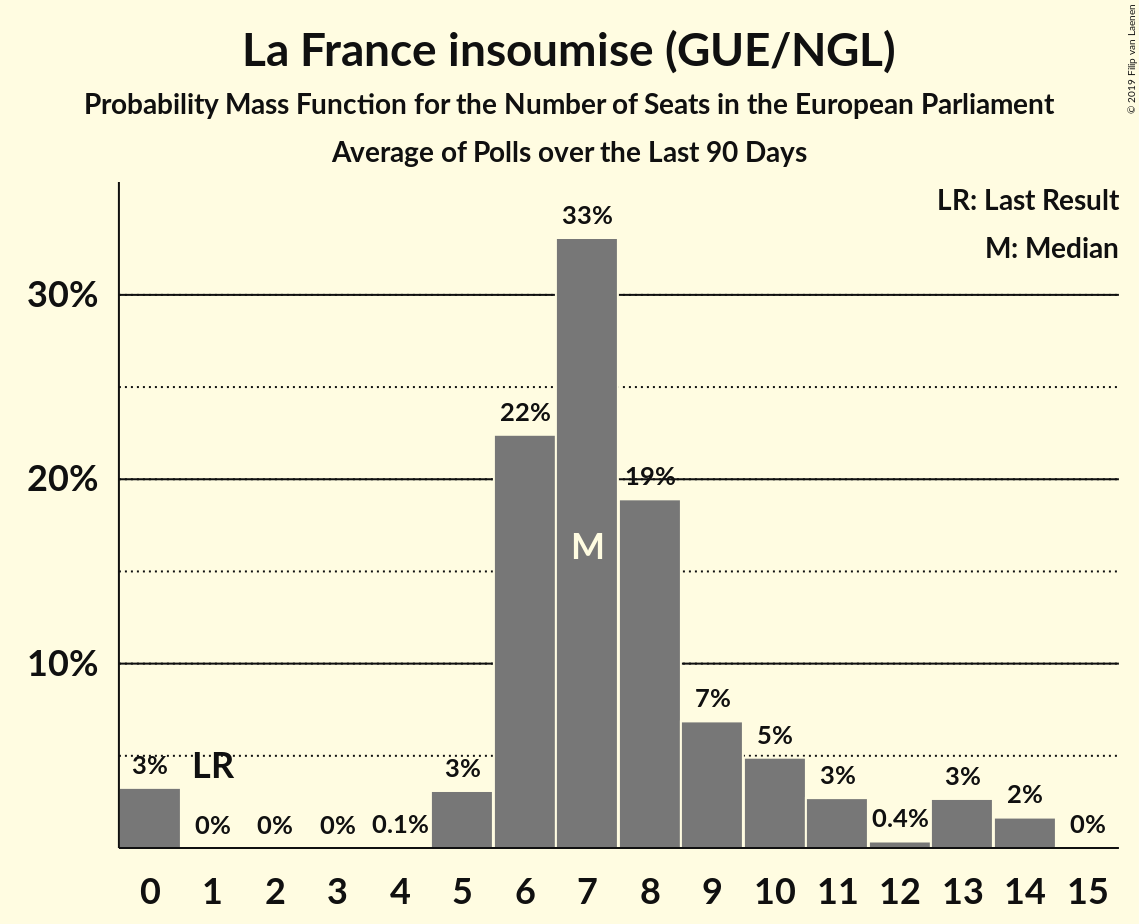 La France insoumise (GUE/NGL)
Probability Mass Function for the Number of Seats in the European Parliament
Average of Polls over the Last 90 Days
© 2019 Filip van Laenen
LR: Last Result
M: Median
30%
20%
10%
3%
LR
0%
0%
0%
0.1%
3%
22%
33%
M
19%
7%
5%
3%
0.4%
3%
2%
0%
0 1 2 3 4 5 6 7 8 9 10 11 12 13 14 15